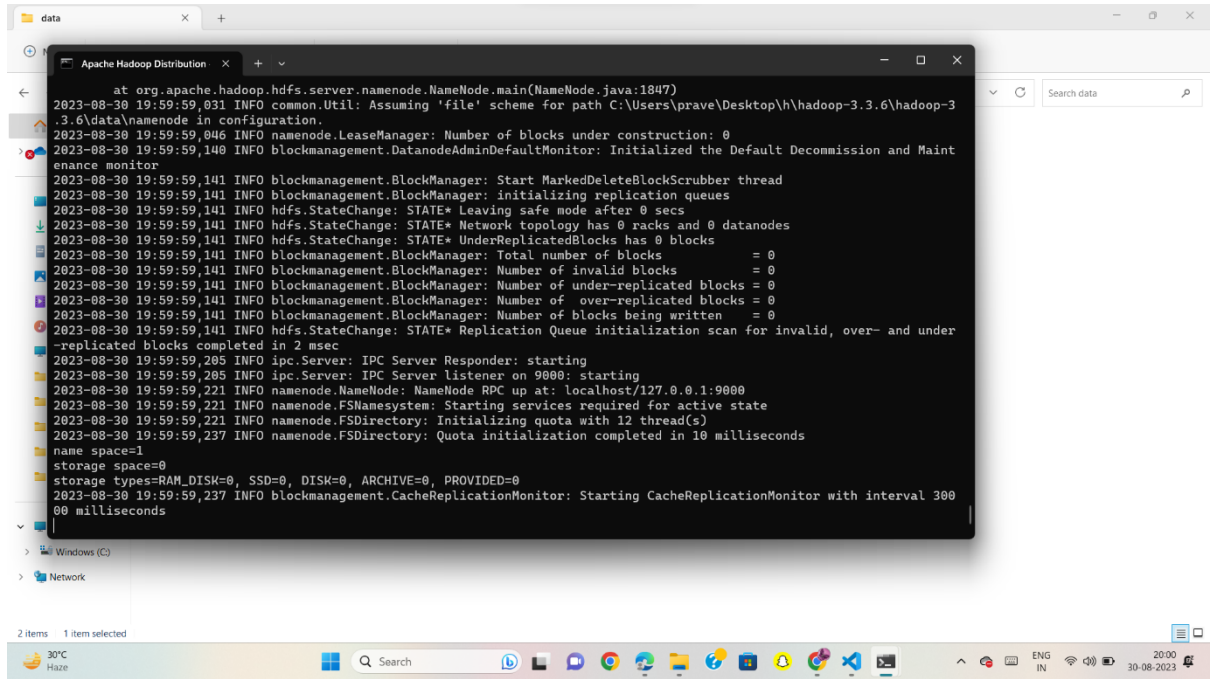 data
Apache Hadoop Distribution
Search data
at org.apache.hadoop.hdfs.server.namenode.NameNode.main(NameNode.java:1847)
2023-08-30 19:59:59,031 INFO common.Util: Assuming 'file' scheme for path C:\Users\prave\Desktop\h\hadoop-3.3.6\hadoop-3
.3.6\data\namenode in configuration.
2023-08-30 19:59:59,046 INFO namenode.LeaseManager: Number of blocks under construction: 0
2023-08-30 19:59:59,140 INFO blockmanagement.DatanodeAdminDefaultMonitor: Initialized the Default Decommission and Maint
enance monitor
2023-08-30 19:59:59,141 INFO blockmanagement.BlockManager: Start MarkedDeleteBlockScrubber thread
2023-08-30 19:59:59,141 INFO blockmanagement.BlockManager: initializing replication queues
2023-08-30 19:59:59,141 INFO hdfs.StateChange: STATE* Leaving safe mode after 0 secs
2023-08-30 19:59:59,141 INFO hdfs.StateChange: STATE* Network topology has 0 racks and 0 datanodes
2023-08-30 19:59:59,141 INFO hdfs.StateChange: STATE* UnderReplicatedBlocks has 0 blocks
2023-08-30 19:59:59,141 INFO blockmanagement.BlockManager: Total number of blocks            = 0
2023-08-30 19:59:59,141 INFO blockmanagement.BlockManager: Number of invalid blocks          = 0
2023-08-30 19:59:59,141 INFO blockmanagement.BlockManager: Number of under-replicated blocks = 0
2023-08-30 19:59:59,141 INFO blockmanagement.BlockManager: Number of  over-replicated blocks = 0
2023-08-30 19:59:59,141 INFO blockmanagement.BlockManager: Number of blocks being written    = 0
2023-08-30 19:59:59,141 INFO hdfs.StateChange: STATE* Replication Queue initialization scan for invalid, over- and under
-replicated blocks completed in 2 msec
2023-08-30 19:59:59,205 INFO ipc.Server: IPC Server Responder: starting
2023-08-30 19:59:59,205 INFO ipc.Server: IPC Server listener on 9000: starting
2023-08-30 19:59:59,221 INFO namenode.NameNode: NameNode RPC up at: localhost/127.0.0.1:9000
2023-08-30 19:59:59,221 INFO namenode.FSNamesystem: Starting services required for active state
2023-08-30 19:59:59,221 INFO namenode.FSDirectory: Initializing quota with 12 thread(s)
2023-08-30 19:59:59,237 INFO namenode.FSDirectory: Quota initialization completed in 10 milliseconds
name space=1
storage space=0
storage types=RAM_DISK=0, SSD=0, DISK=0, ARCHIVE=0, PROVIDED=0
2023-08-30 19:59:59,237 INFO blockmanagement.CacheReplicationMonitor: Starting CacheReplicationMonitor with interval 300
00 milliseconds
Windows (C:)
Network
2 items 1 item selected
30°C
Haze
Search
ENG
IN
20:00
30-08-2023